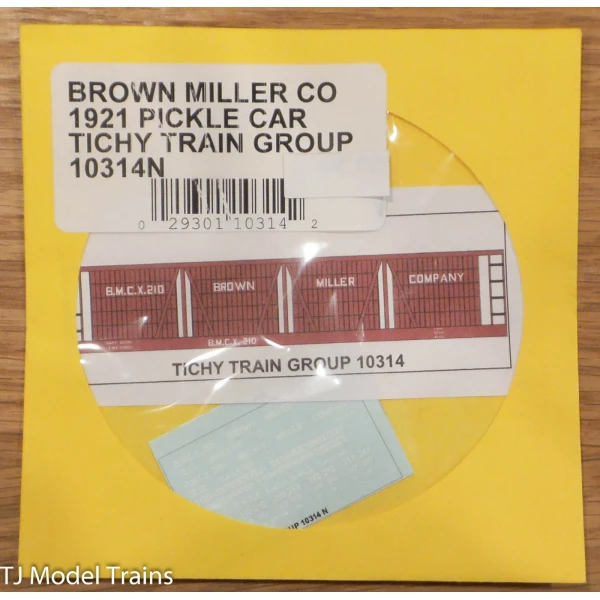 BROWN MILLER CO
1921 PICKLE CAR
TICHY TRAIN GROUP
10314N
0 29301 10314 2
B.M.C.X.210
BROWN
MILLER
COMPANY
B.M.C.X. 210
TICHY TRAIN GROUP 10314
UP 10314 N
TJ Model Trains